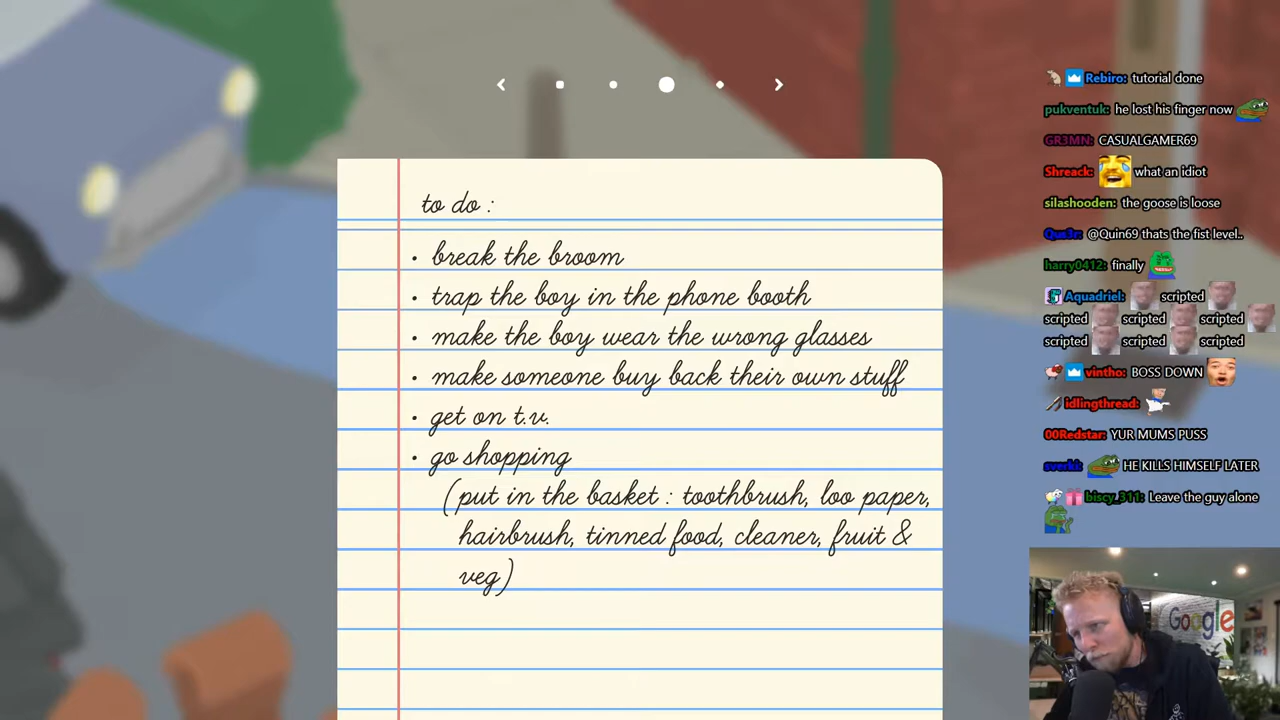 to do :
• break the broom
• trap the boy in the phone booth
• make the boy wear the wrong glasses
• make someone buy back their own stuff
• get on t.v.
• go shopping
(put in the basket : toothbrush, loo paper,
hairbrush, tinned food, cleaner, fruit &
veg)
Rebiro: tutorial done
pukventuk: he lost his finger now
GR3MN: CASUALGAMER69
Shreack: what an idiot
silashooden: the goose is loose
Qus3r: @Quin69 thats the fist level..
harry0412: finally
Aquadriel: scripted
scripted scripted scripted
scripted scripted scripted
vintho: BOSS DOWN
idlingthread:
00Redstar: YUR MUMS PUSS
sverki: HE KILLS HIMSELF LATER
biscy_311: Leave the guy alone
Google